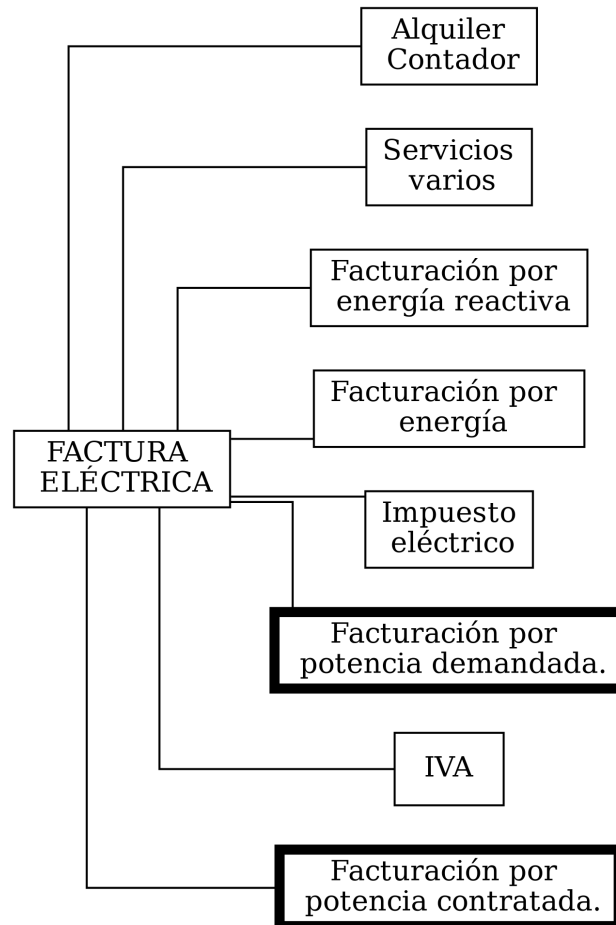 Alquiler
Contador
Servicios
varios
Facturación por
energía reactiva
Facturación por
energía
FACTURA
ELÉCTRICA
Impuesto
eléctrico
Facturación por
potencia demandada.
IVA
Facturación por
potencia contratada.